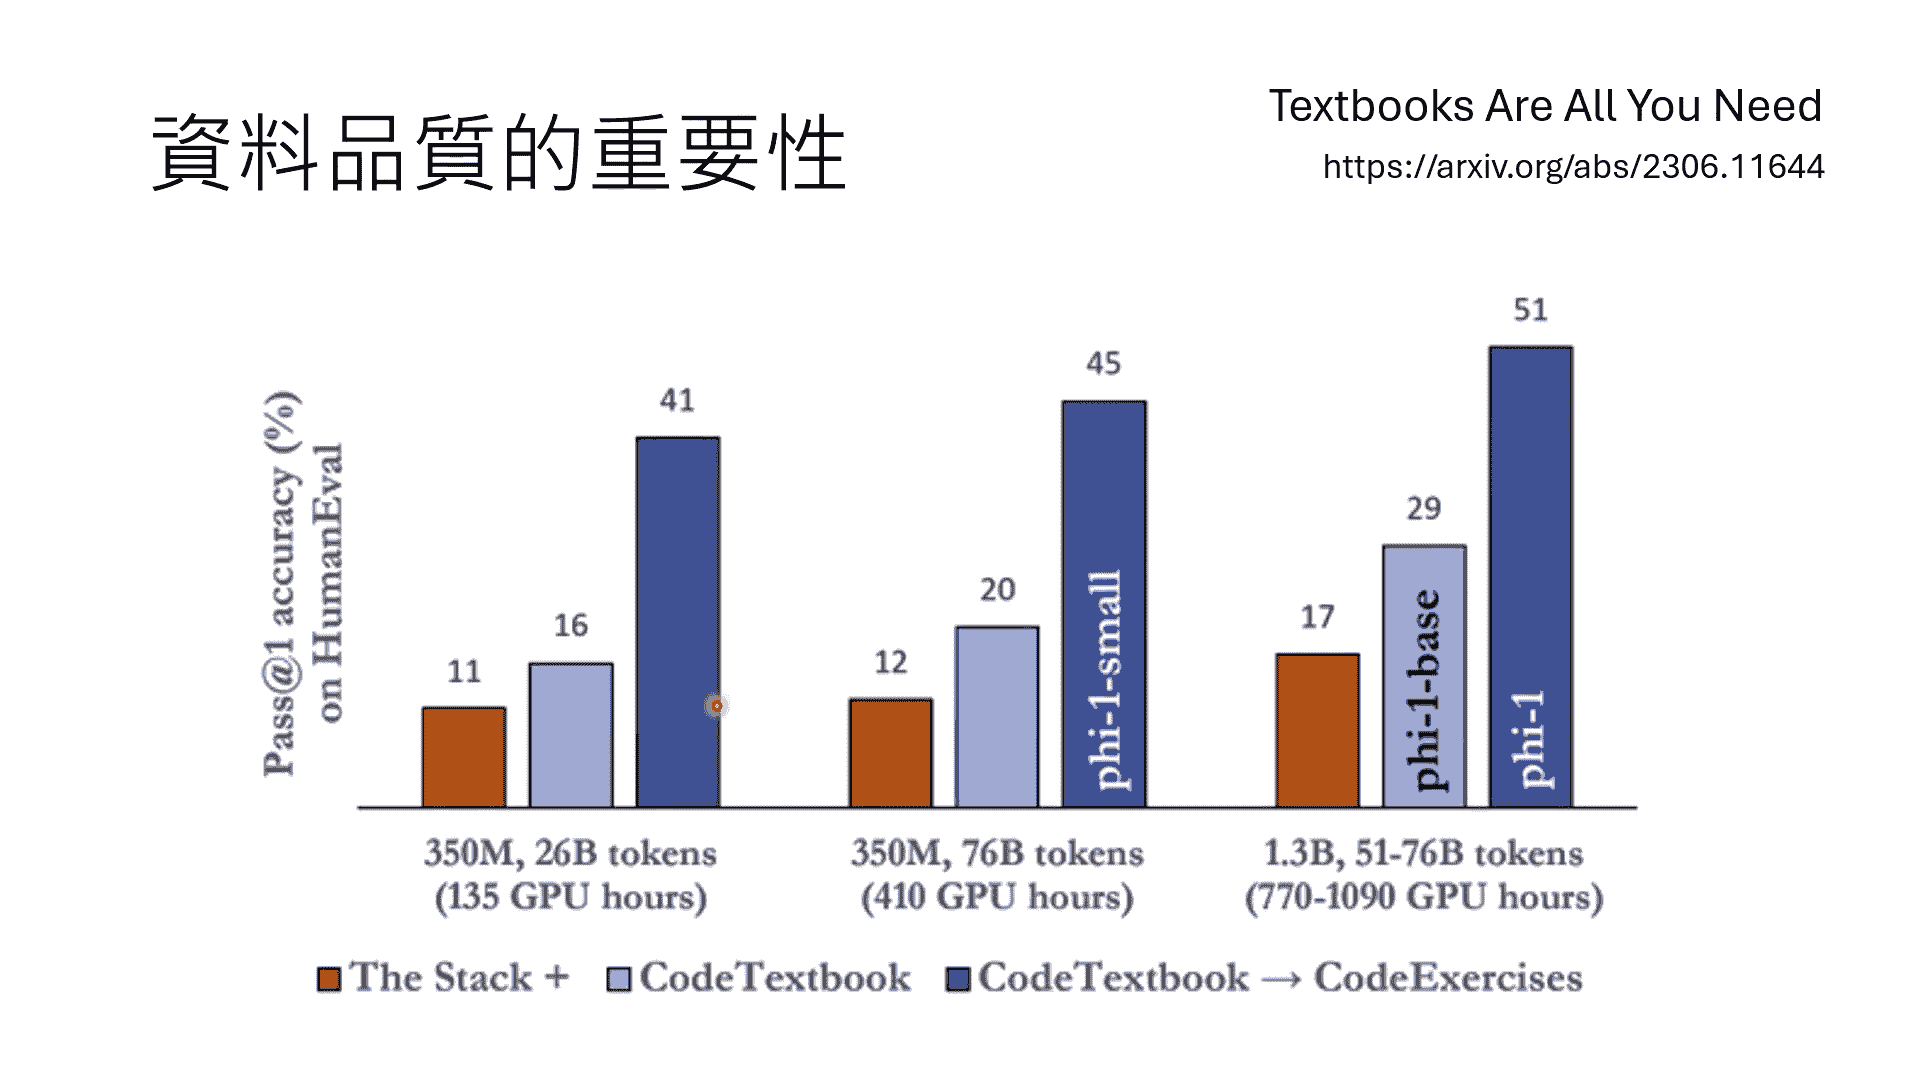 資料品質的重要性
Textbooks Are All You Need
https://arxiv.org/abs/2306.11644
Pass@1 accuracy (%)
on HumanEval
11
16
41
12
20
45
phi-1-small
17
29
phi-1-base
51
phi-1
350M, 26B tokens
(135 GPU hours)
350M, 76B tokens
(410 GPU hours)
1.3B, 51-76B tokens
(770-1090 GPU hours)
The Stack +
CodeTextbook
CodeTextbook → CodeExercises